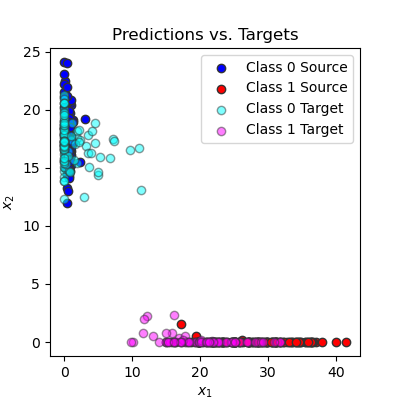 Predictions vs. Targets
25
20
15
10
5
0
x₂
Class 0 Source
Class 1 Source
Class 0 Target
Class 1 Target
0 10 20 30 40
x₁